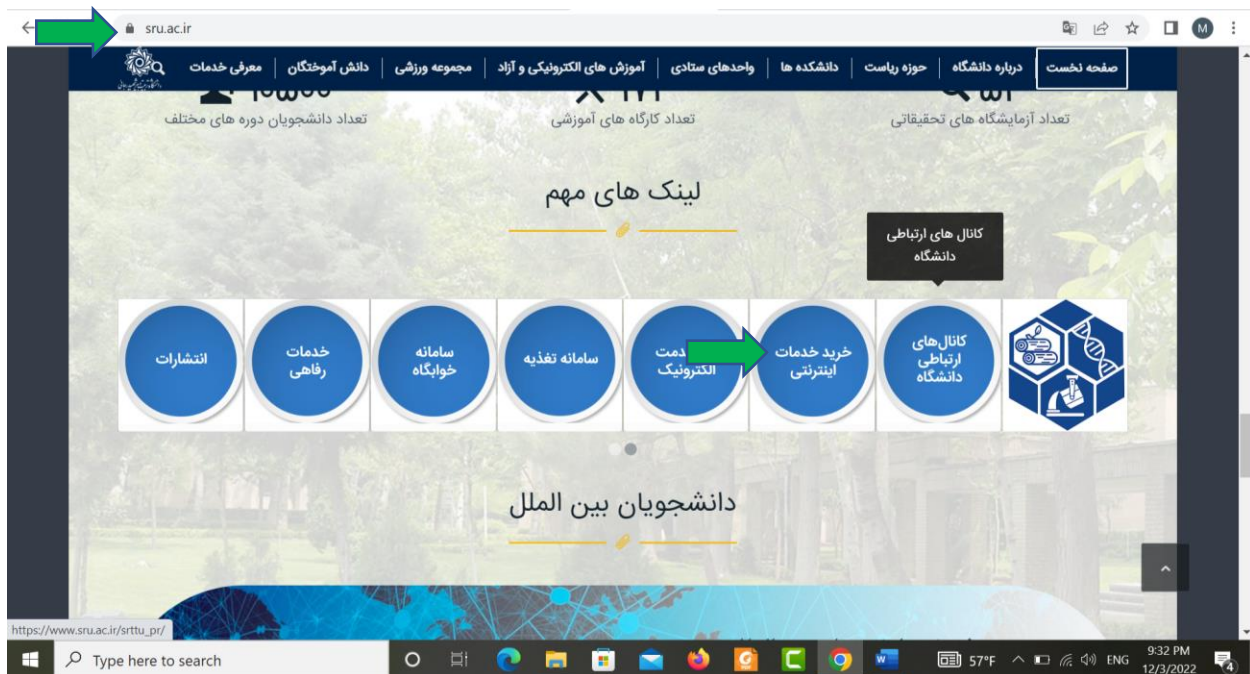 sru.ac.ir
M
صفحه نخست
درباره دانشگاه
حوزه ریاست
دانشکده ها
واحدهای ستادی
آموزش های الکترونیکی و آزاد
مجموعه ورزشی
دانش آموختگان
معرفی خدمات
تعداد آزمایشگاه های تحقیقاتی
تعداد کارگاه های آموزشی
تعداد دانشجویان دوره های مختلف
لینک های مهم
کانال های ارتباطی
دانشگاه
کانال‌های
ارتباطی
دانشگاه
خرید خدمات
اینترنتی
الکترونیک
سامانه تغذیه
سامانه
خوابگاه
خدمات
رفاهی
انتشارات
دانشجویان بین الملل
https://www.sru.ac.ir/srttu_pr/
Type here to search
57°F
ENG
9:32 PM
12/3/2022
4